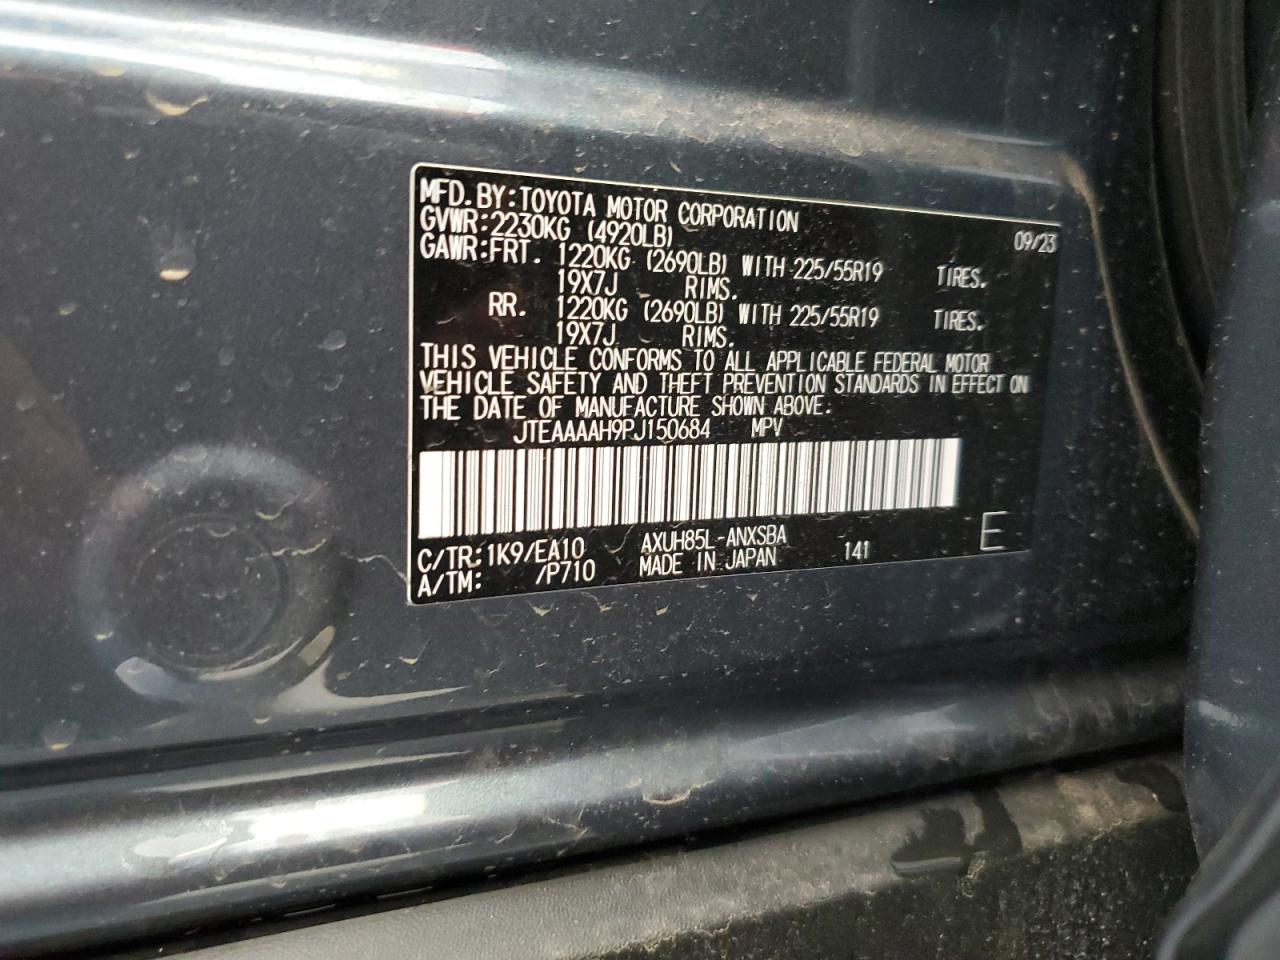 MFD. BY: TOYOTA MOTOR CORPORATION 09/23
GVWR: 2230KG (4920LB)
GAWR: FRT. 1220KG (2690LB) WITH 225/55R19 TIRES.
19X7J RIMS.
RR. 1220KG (2690LB) WITH 225/55R19 TIRES.
19X7J RIMS.
THIS VEHICLE CONFORMS TO ALL APPLICABLE FEDERAL MOTOR
VEHICLE SAFETY AND THEFT PREVENTION STANDARDS IN EFFECT ON
THE DATE OF MANUFACTURE SHOWN ABOVE.
JTEAAAAH9PJ150684 MPV
C/TR: 1K9/EA10 AXUH85L-ANXSBA 141 E
A/TM: /P710 MADE IN JAPAN